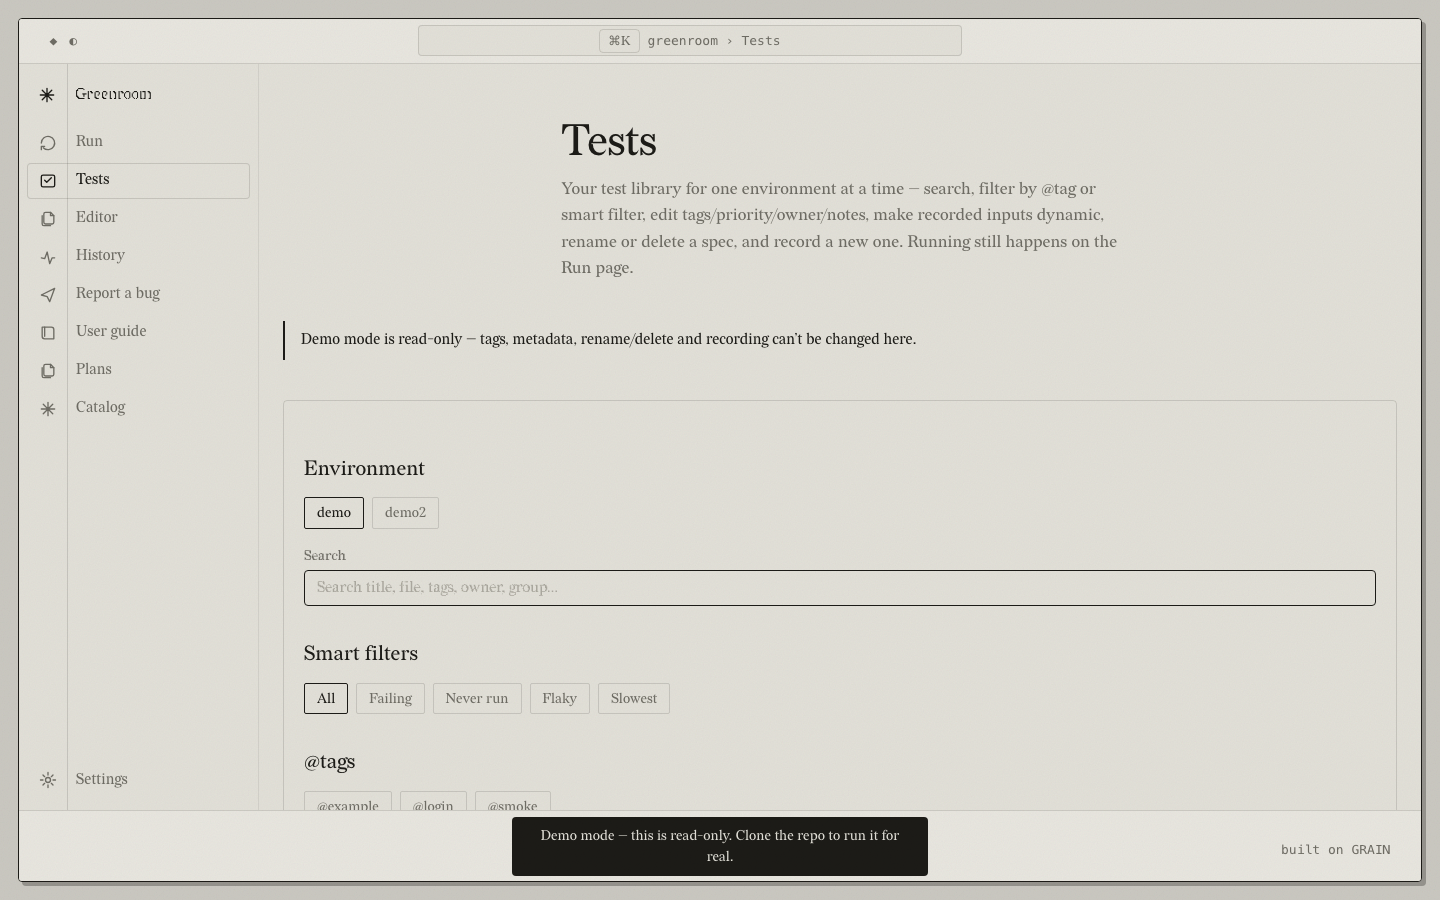 ⌘K greenroom › Tests
Greenroom
Run
Tests
Editor
History
Report a bug
User guide
Plans
Catalog
Settings
Tests
Your test library for one environment at a time – search, filter by @tag or
smart filter, edit tags/priority/owner/notes, make recorded inputs dynamic,
rename or delete a spec, and record a new one. Running still happens on the
Run page.
Demo mode is read-only – tags, metadata, rename/delete and recording can't be changed here.
Environment
demo demo2
Search
Search title, file, tags, owner, group...
Smart filters
All Failing Never run Flaky Slowest
@tags
@example @login @smoke
Demo mode – this is read-only. Clone the repo to run it for
real.
built on GRAIN